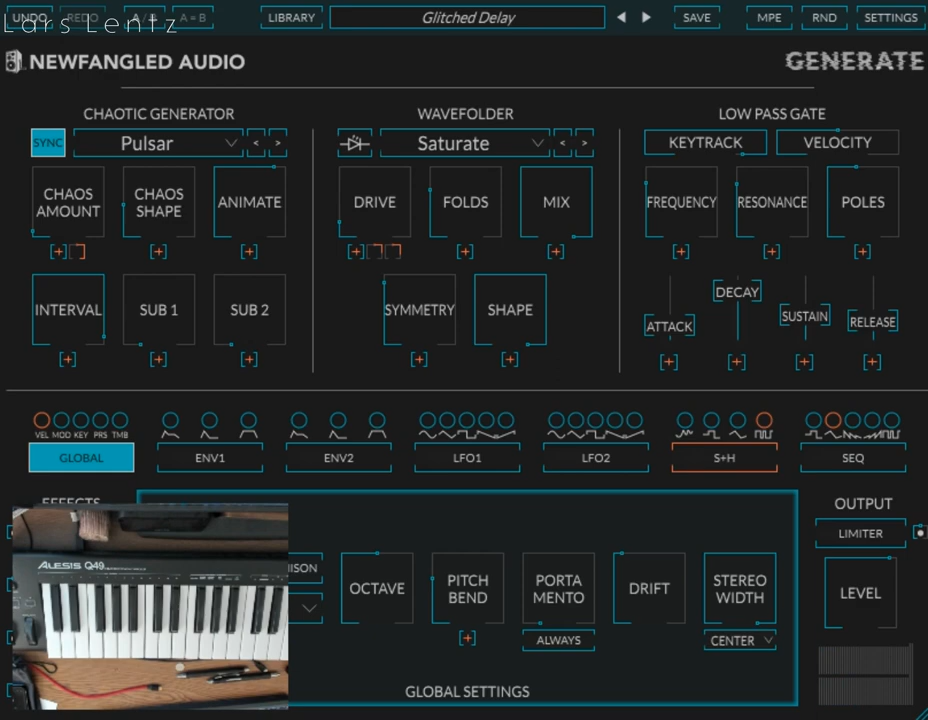 UNDO REDO A / B A = B LIBRARY Glitched Delay SAVE MPE RND SETTINGS
Lars Lentz
NEWFANGLED AUDIO GENERATE
CHAOTIC GENERATOR WAVEFOLDER LOW PASS GATE
SYNC Pulsar < > Saturate < > KEYTRACK VELOCITY
CHAOS AMOUNT
CHAOS SHAPE
ANIMATE DRIVE FOLDS MIX FREQUENCY RESONANCE POLES
[+] [+] [+] [+] [+] [+] [+] [+] [+]
INTERVAL SUB 1 SUB 2 SYMMETRY SHAPE ATTACK DECAY SUSTAIN RELEASE
[+] [+] [+] [+] [+] [+] [+] [+] [+]
VEL MOD KEY PRS TMB
GLOBAL ENV1 ENV2 LFO1 LFO2 S+H SEQ
EFFECTS OUTPUT
LIMITER
ALESIS Q49
ISON OCTAVE PITCH BEND PORTA MENTO DRIFT STEREO WIDTH LEVEL
[+] ALWAYS CENTER
GLOBAL SETTINGS